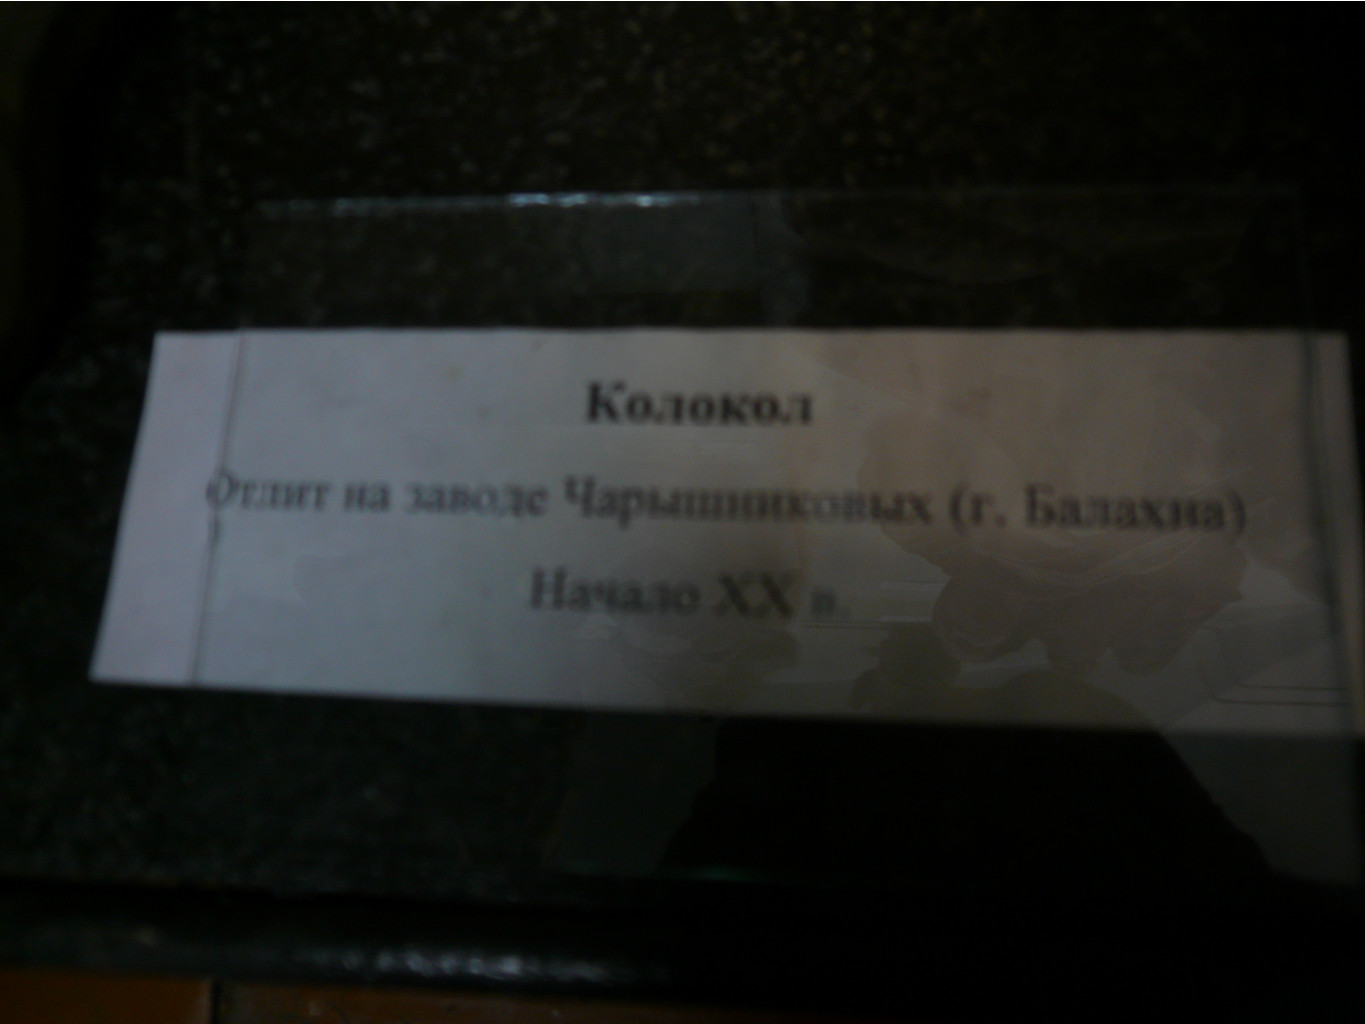 Колокол
Отлит на заводе Чарышниковых (г. Балахна)
Начало XX в.